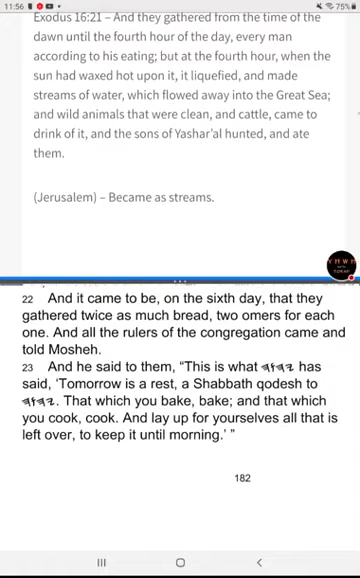 11:56 75%
Exodus 16:21 – And they gathered from the time of the
dawn until the fourth hour of the day, every man
according to his eating; but at the fourth hour, when the
sun had waxed hot upon it, it liquefied, and made
streams of water, which flowed away into the Great Sea;
and wild animals that were clean, and cattle, came to
drink of it, and the sons of Yashar'al hunted, and ate
them.
(Jerusalem) – Became as streams.
YHWH
TORAH
22 And it came to be, on the sixth day, that they
gathered twice as much bread, two omers for each
one. And all the rulers of the congregation came and
told Mosheh.
23 And he said to them, “This is what 𐤉𐤄𐤅𐤄 has
said, ‘Tomorrow is a rest, a Shabbath qodesh to
𐤉𐤄𐤅𐤄. That which you bake, bake; and that which
you cook, cook. And lay up for yourselves all that is
left over, to keep it until morning.’ ”
182